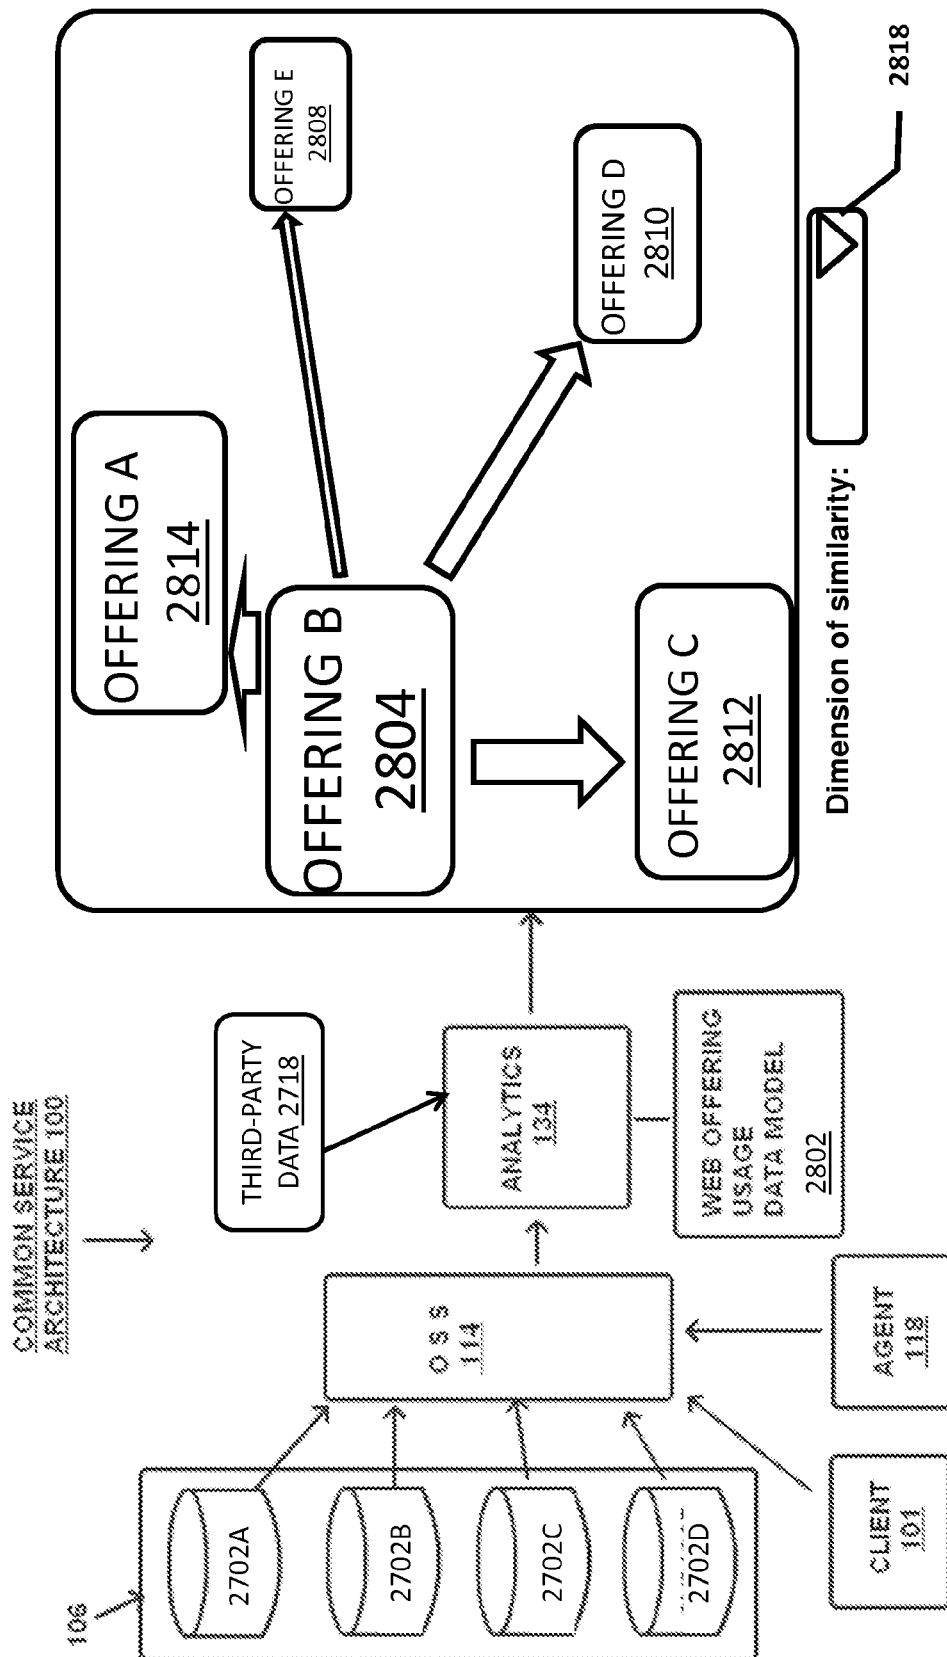 COMMON SERVICE
ARCHITECTURE 100
106
2702A
2702B
2702C
2702D
CLIENT
101
AGENT
118
O S S
114
THIRD-PARTY
DATA 2718
ANALYTICS
134
WEB OFFERING
USAGE
DATA MODEL
2802
OFFERING A
2814
OFFERING B
2804
OFFERING C
2812
OFFERING D
2810
OFFERING E
2808
Dimension of similarity:
2818